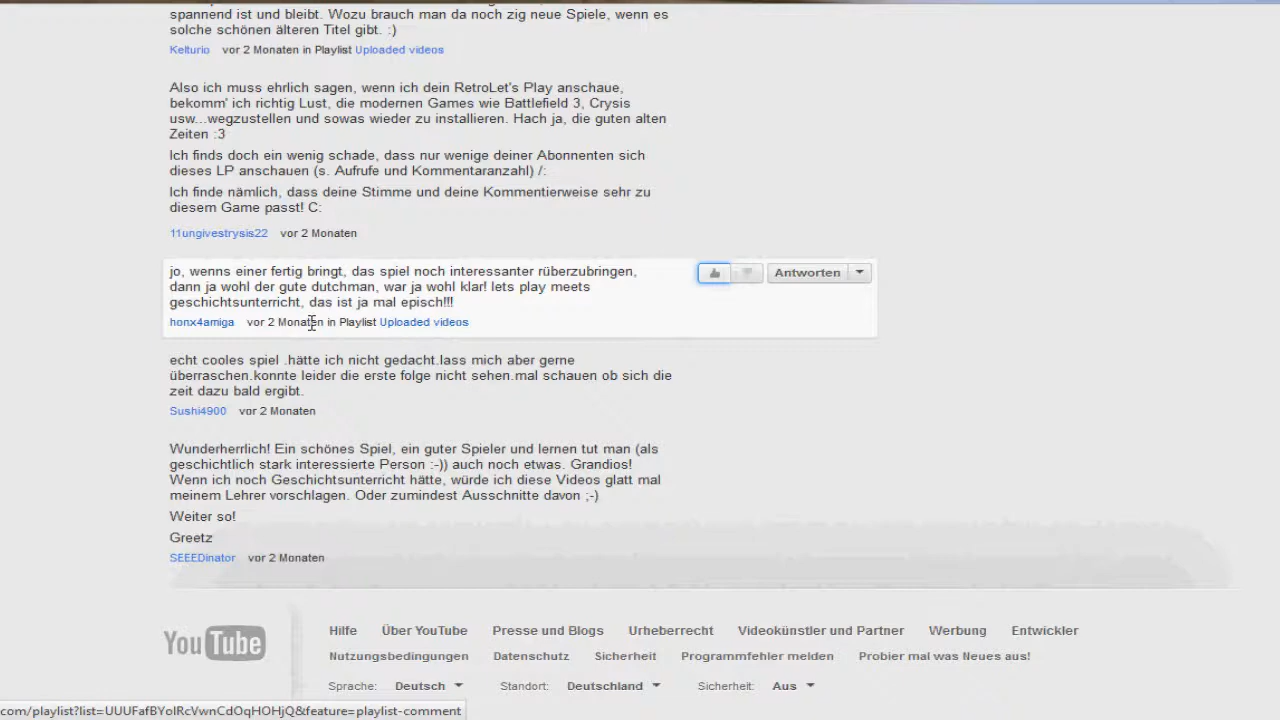 spannend ist und bleibt. Wozu brauch man da noch zig neue Spiele, wenn es
solche schönen älteren Titel gibt. :)
Kelturio vor 2 Monaten in Playlist Uploaded videos
Also ich muss ehrlich sagen, wenn ich dein RetroLet's Play anschaue,
bekomm' ich richtig Lust, die modernen Games wie Battlefield 3, Crysis
usw...wegzustellen und sowas wieder zu installieren. Hach ja, die guten alten
Zeiten :3
Ich finds doch ein wenig schade, dass nur wenige deiner Abonnenten sich
dieses LP anschauen (s. Aufrufe und Kommentaranzahl) /:
Ich finde nämlich, dass deine Stimme und deine Kommentierweise sehr zu
diesem Game passt! C:
11ungivestrysis22 vor 2 Monaten
jo, wenns einer fertig bringt, das spiel noch interessanter rüberzubringen,
dann ja wohl der gute dutchman, war ja wohl klar! lets play meets
geschichtsunterricht, das ist ja mal episch!!!
Antworten
honx4amiga vor 2 Monaten in Playlist Uploaded videos
echt cooles spiel .hätte ich nicht gedacht.lass mich aber gerne
überraschen.konnte leider die erste folge nicht sehen.mal schauen ob sich die
zeit dazu bald ergibt.
Sushi4900 vor 2 Monaten
Wunderherrlich! Ein schönes Spiel, ein guter Spieler und lernen tut man (als
geschichtlich stark interessierte Person :-)) auch noch etwas. Grandios!
Wenn ich noch Geschichtsunterricht hätte, würde ich diese Videos glatt mal
meinem Lehrer vorschlagen. Oder zumindest Ausschnitte davon ;-)
Weiter so!
Greetz
SEEEDinator vor 2 Monaten
YouTube
Hilfe Über YouTube Presse und Blogs Urheberrecht Videokünstler und Partner Werbung Entwickler
Nutzungsbedingungen Datenschutz Sicherheit Programmfehler melden Probier mal was Neues aus!
Sprache: Deutsch Standort: Deutschland Sicherheit: Aus
com/playlist?list=UUUFafBYoIRcVwnCdOqHOHjQ&feature=playlist-comment